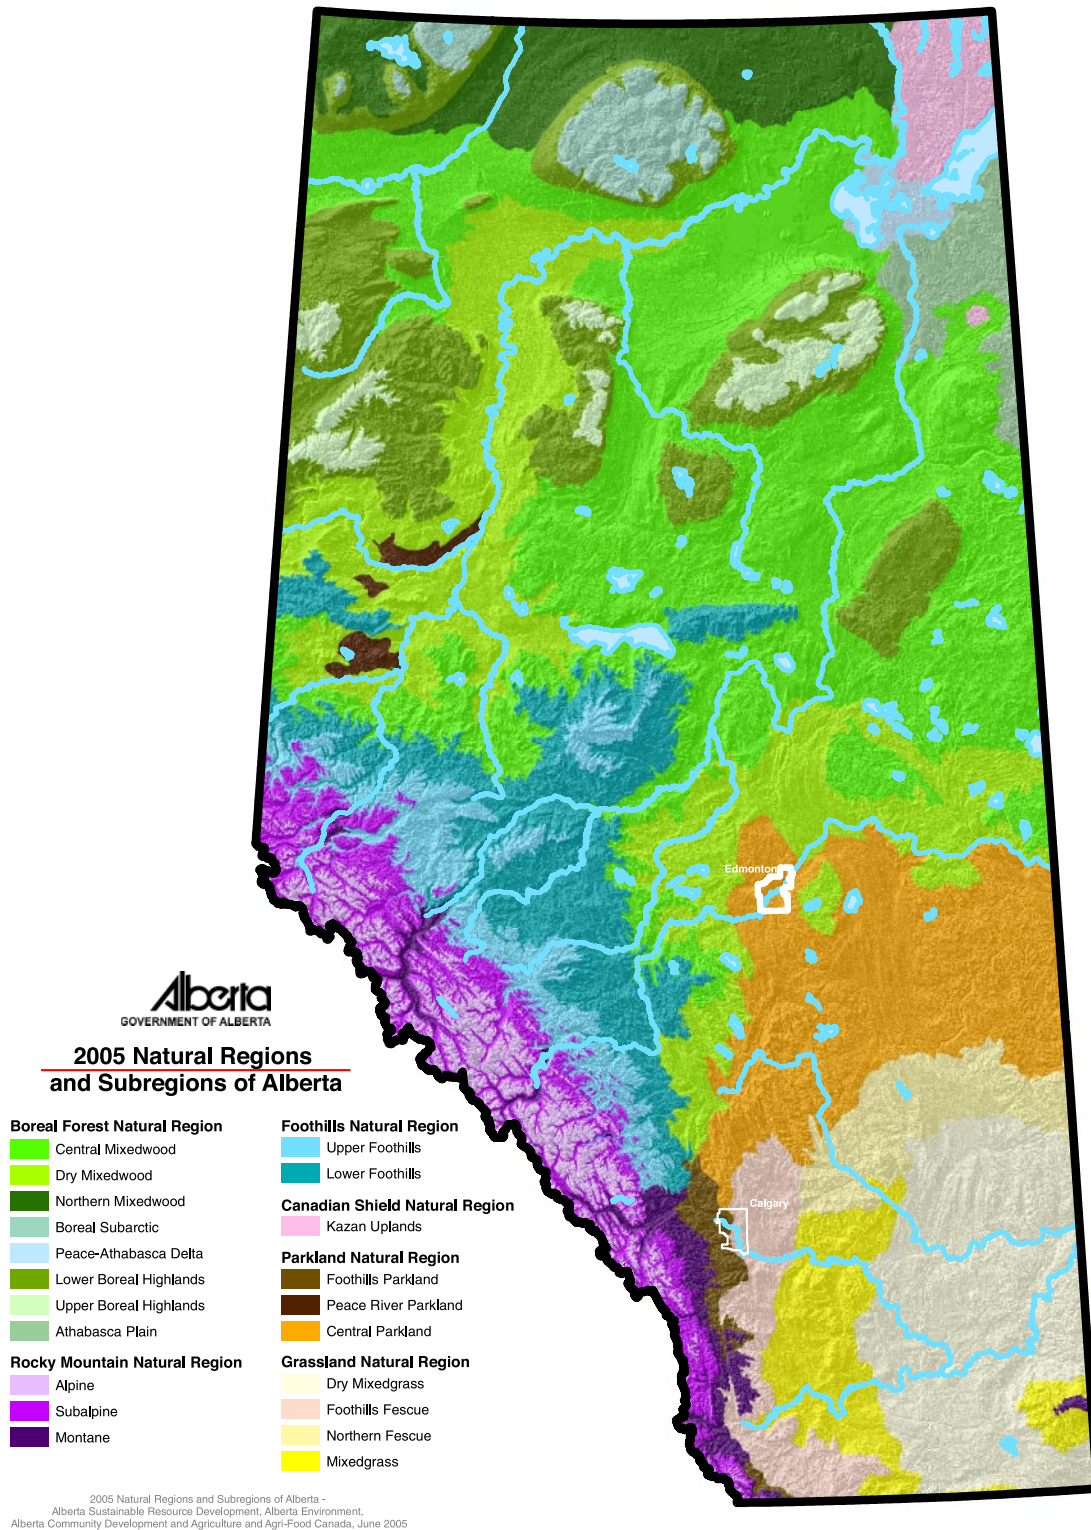 Edmonton
Calgary
Alberta
GOVERNMENT OF ALBERTA
2005 Natural Regions
and Subregions of Alberta
Boreal Forest Natural Region
Central Mixedwood
Dry Mixedwood
Northern Mixedwood
Boreal Subarctic
Peace-Athabasca Delta
Lower Boreal Highlands
Upper Boreal Highlands
Athabasca Plain
Rocky Mountain Natural Region
Alpine
Subalpine
Montane
Foothills Natural Region
Upper Foothills
Lower Foothills
Canadian Shield Natural Region
Kazan Uplands
Parkland Natural Region
Foothills Parkland
Peace River Parkland
Central Parkland
Grassland Natural Region
Dry Mixedgrass
Foothills Fescue
Northern Fescue
Mixedgrass
2005 Natural Regions and Subregions of Alberta -
Alberta Sustainable Resource Development, Alberta Environment,
Alberta Community Development and Agriculture and Agri-Food Canada, June 2005